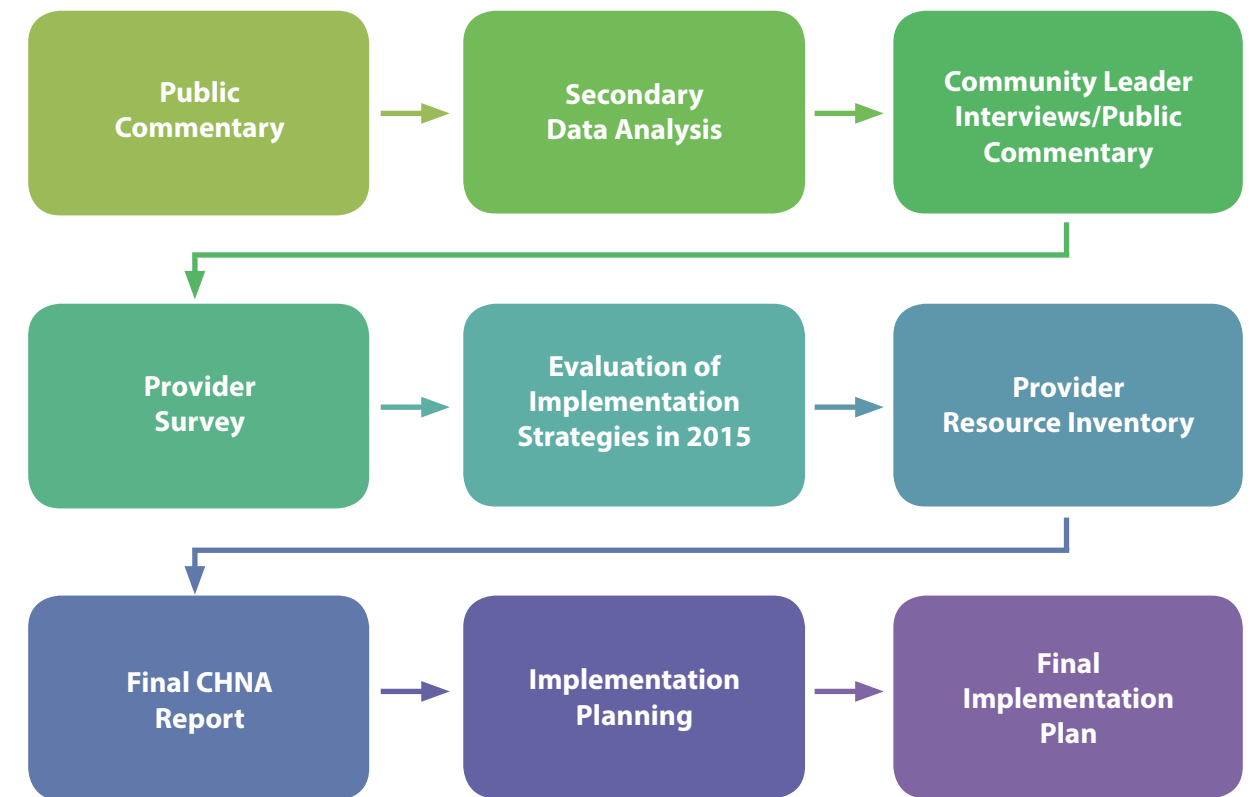 Public
Commentary
Secondary
Data Analysis
Community Leader
Interviews/Public
Commentary
Provider
Survey
Evaluation of
Implementation
Strategies in 2015
Provider
Resource Inventory
Final CHNA
Report
Implementation
Planning
Final
Implementation
Plan